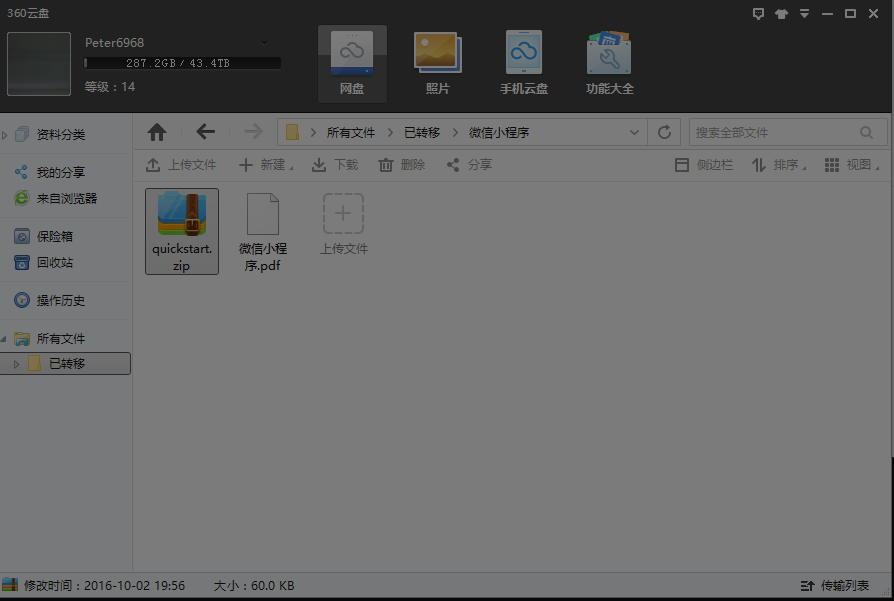 360云盘
Peter6968
287.2GB / 43.4TB
等级：14
网盘
照片
手机云盘
功能大全
资料分类
我的分享
来自浏览器
保险箱
回收站
操作历史
所有文件
已转移
所有文件 已转移 微信小程序
搜索全部文件
上传文件 新建 下载 删除 分享 侧边栏 排序 视图
quickstart.
zip
微信小程
序.pdf
上传文件
修改时间：2016-10-02 19:56 大小：60.0 KB 传输列表